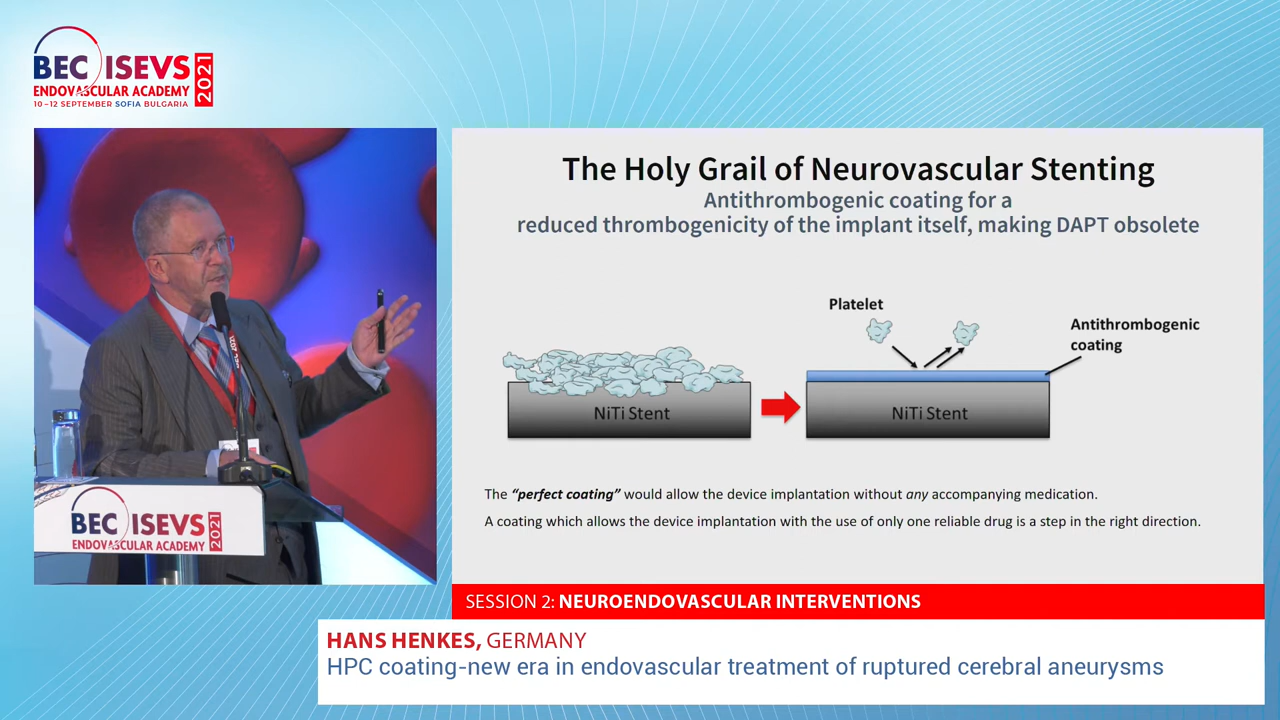 BEC ISEVS
2021
ENDOVASCULAR ACADEMY
10–12 SEPTEMBER SOFIA BULGARIA
BEC 2021
BEC ISEVS
2021
ENDOVASCULAR ACADEMY
The Holy Grail of Neurovascular Stenting
Antithrombogenic coating for a
reduced thrombogenicity of the implant itself, making DAPT obsolete
Platelet
Antithrombogenic
coating
NiTi Stent
NiTi Stent
The “perfect coating” would allow the device implantation without any accompanying medication.
A coating which allows the device implantation with the use of only one reliable drug is a step in the right direction.
SESSION 2: NEUROENDOVASCULAR INTERVENTIONS
HANS HENKES, GERMANY
HPC coating-new era in endovascular treatment of ruptured cerebral aneurysms